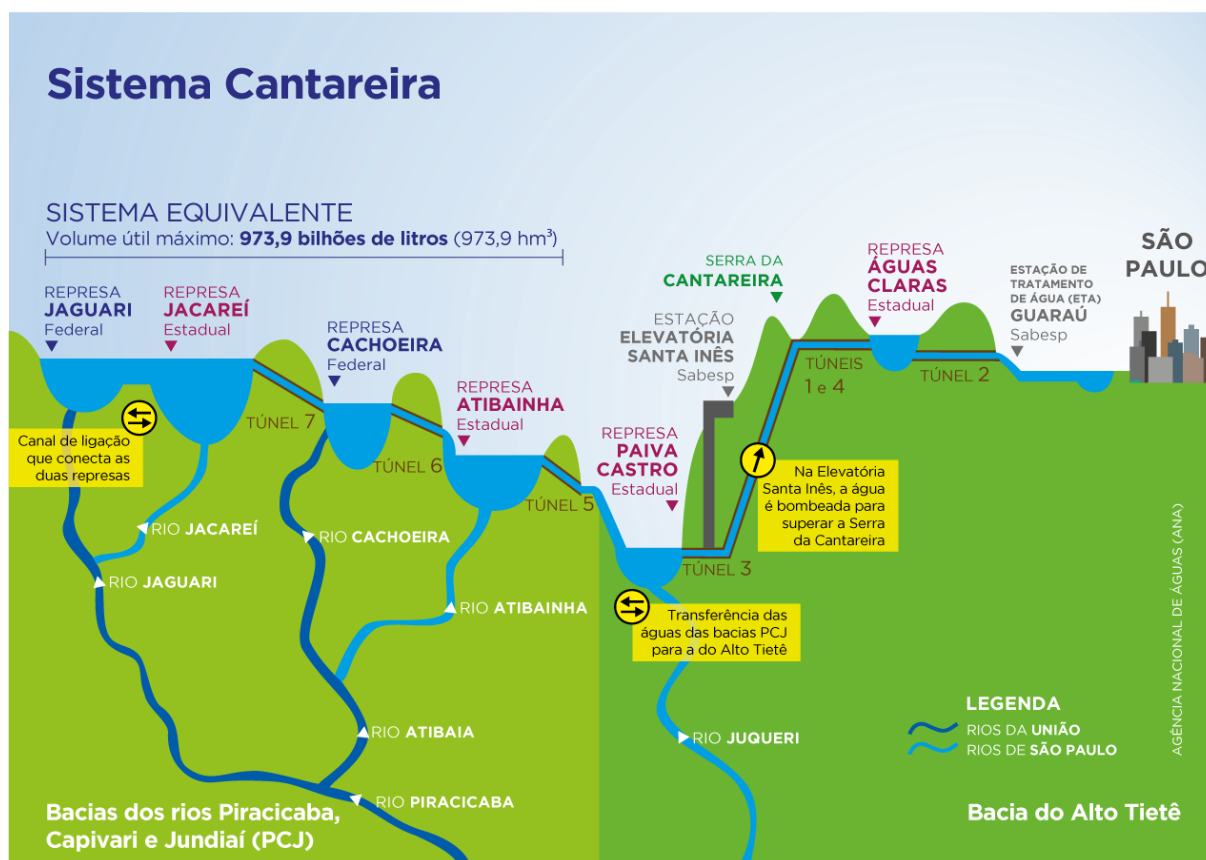 Sistema Cantareira
SISTEMA EQUIVALENTE
Volume útil máximo: 973,9 bilhões de litros (973,9 hm³)
REPRESA
JAGUARI
Federal
REPRESA
JACAREÍ
Estadual
REPRESA
CACHOEIRA
Federal
REPRESA
ATIBAINHA
Estadual
REPRESA
PAIVA
CASTRO
Estadual
ESTAÇÃO
ELEVATÓRIA
SANTA INÊS
Sabesp
SERRA DA
CANTAREIRA
REPRESA
ÁGUAS
CLARAS
Estadual
ESTAÇÃO DE
TRATAMENTO
DE ÁGUA (ETA)
GUARAÚ
Sabesp
SÃO
PAULO
TÚNEL 7
TÚNEL 6
TÚNEL 5
TÚNEL 3
TÚNEIS
1 e 4
TÚNEL 2
Canal de ligação
que conecta as
duas represas
Na Elevatória
Santa Inês, a água
é bombeada para
superar a Serra
da Cantareira
Transferência das
águas das bacias PCJ
para a do Alto Tietê
RIO JACAREÍ
RIO JAGUARI
RIO CACHOEIRA
RIO ATIBAINHA
RIO ATIBAIA
RIO PIRACICABA
RIO JUQUERI
LEGENDA
RIOS DA UNIÃO
RIOS DE SÃO PAULO
Bacias dos rios Piracicaba,
Capivari e Jundiaí (PCJ)
Bacia do Alto Tietê
AGÊNCIA NACIONAL DE ÁGUAS (ANA)